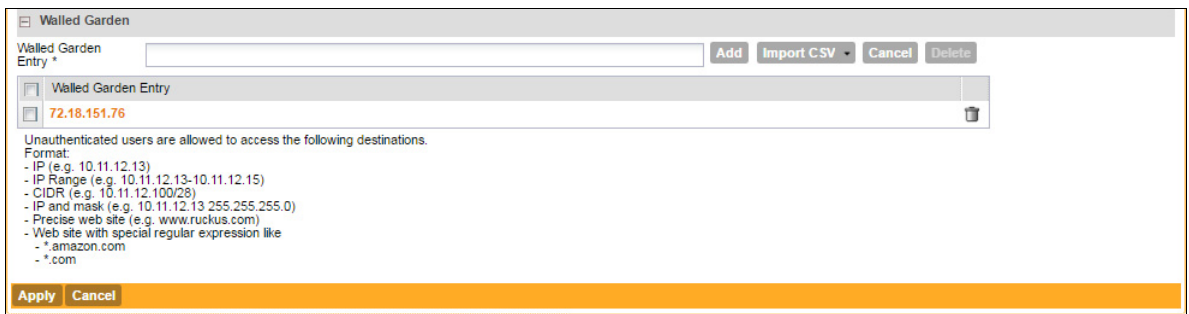 Walled Garden
Walled Garden
Entry *
Add Import CSV Cancel Delete
Walled Garden Entry
72.18.151.76
Unauthenticated users are allowed to access the following destinations.
Format:
- IP (e.g. 10.11.12.13)
- IP Range (e.g. 10.11.12.13-10.11.12.15)
- CIDR (e.g. 10.11.12.100/28)
- IP and mask (e.g. 10.11.12.13 255.255.255.0)
- Precise web site (e.g. www.ruckus.com)
- Web site with special regular expression like
- *.amazon.com
- *.com
Apply Cancel